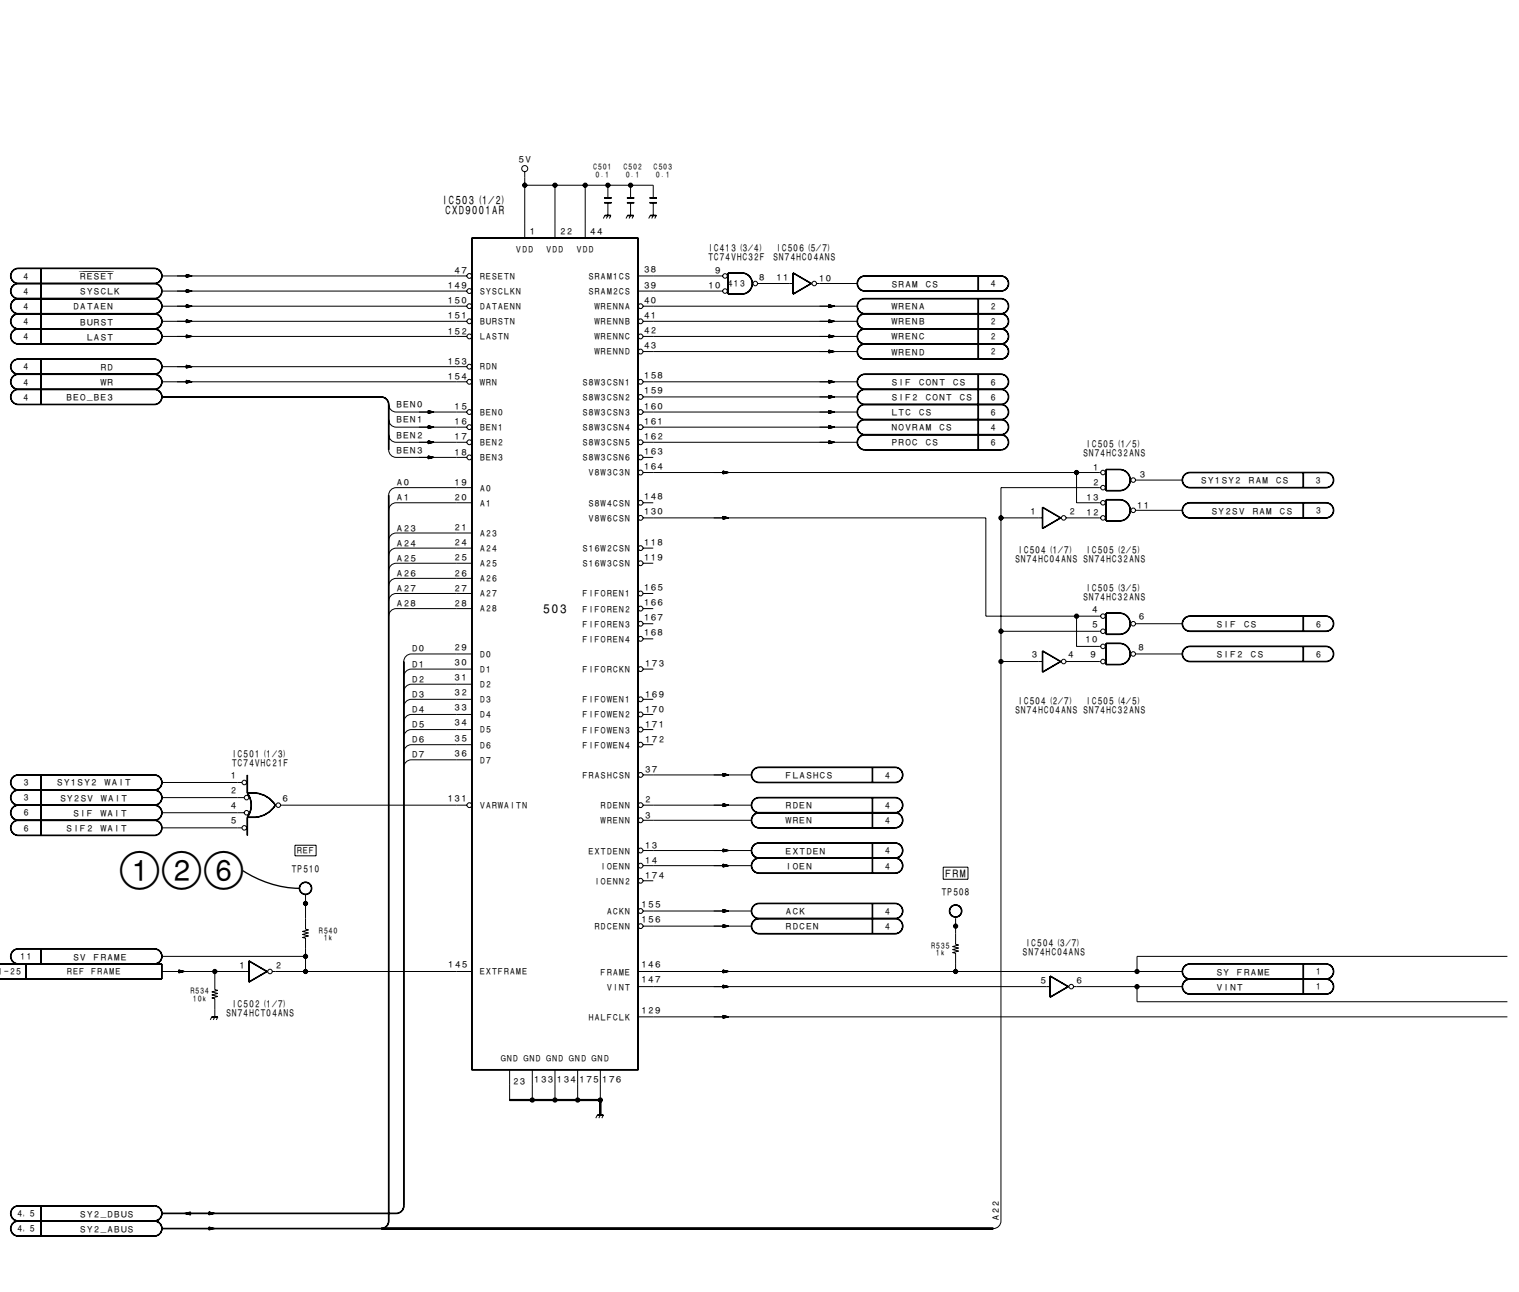 5V
C501 C502 C503
0.1 0.1 0.1
IC503 (1/2)
CXD9001AR
1 22 44
VDD VDD VDD
IC413 (3/4) IC506 (5/7)
TC74VHC32F SN74HC04ANS
4 RESET 47 RESETN SRAM1CS 38 9
413 8 11 10 SRAM CS 4
4 SYSCLK 149 SYSCLKN SRAM2CS 39 10
4 DATAEN 150 DATAENN WRENNA 40 WRENA 2
4 BURST 151 BURSTN WRENNB 41 WRENB 2
4 LAST 152 LASTN WRENNC 42 WRENC 2
WRENND 43 WREND 2
4 RD 153 RDN
4 WR 154 WRN S8W3CSN1 158 SIF CONT CS 6
4 BE0_BE3 S8W3CSN2 159 SIF2 CONT CS 6
BEN0 15 BEN0 S8W3CSN3 160 LTC CS 6
BEN1 16 BEN1 S8W3CSN4 161 NOVRAM CS 4
BEN2 17 BEN2 S8W3CSN5 162 PROC CS 6
BEN3 18 BEN3 S8W3CSN6 163
IC505 (1/5)
SN74HC32ANS
V8W3C3N 164 1
2 3 SY1SY2 RAM CS 3
A0 19 A0
A1 20 A1 S8W4CSN 148 13
11 SY2SV RAM CS 3
V8W6CSN 130 1 2 12
A23 21 A23
A24 24 A24 S16W2CSN 118
IC504 (1/7) IC505 (2/5)
SN74HC04ANS SN74HC32ANS
A25 25 A25 S16W3CSN 119
A26 26 A26
A27 27 A27 FIFOREN1 165
IC505 (3/5)
SN74HC32ANS
A28 28 A28 503 FIFOREN2 166 4
FIFOREN3 167 5 6 SIF CS 6
FIFOREN4 168 10
D0 29 D0 3 4 9 8 SIF2 CS 6
D1 30 D1 FIFORCKN 173
D2 31 D2
D3 32 D3 FIFOWEN1 169
IC504 (2/7) IC505 (4/5)
SN74HC04ANS SN74HC32ANS
D4 33 D4 FIFOWEN2 170
D5 34 D5 FIFOWEN3 171
D6 35 D6 FIFOWEN4 172
D7 36 D7
IC501 (1/3)
TC74VHC21F
3 SY1SY2 WAIT 1 FRASHCSN 37 FLASHCS 4
3 SY2SV WAIT 2
6 131 VARWAITN RDENN 2 RDEN 4
6 SIF WAIT 4 WRENN 3 WREN 4
6 SIF2 WAIT 5
REF EXTDENN 13 EXTDEN 4
1 2 6 TP510 IOENN 14 IOEN 4
IOENN2 174
FRM
TP508
ACKN 155 ACK 4
RDCENN 156 RDCEN 4
R540
1k
R535
1k
IC504 (3/7)
SN74HC04ANS
11 SV FRAME
1-25 REF FRAME 1 2 145 EXTFRAME FRAME 146 SY FRAME 1
VINT 147 5 6 VINT 1
R534
10k
IC502 (1/7)
SN74HCT04ANS
HALFCLK 129
GND GND GND GND GND
23 133 134 175 176
A22
4. 5 SY2_DBUS
4. 5 SY2_ABUS